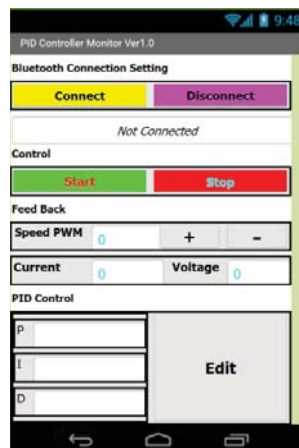 9:48
PID Controller Monitor Ver1.0
Bluetooth Connection Setting
Connect Disconnect
Not Connected
Control
Start Stop
Feed Back
Speed PWM 0 + -
Current 0 Voltage 0
PID Control
P
I
Edit
D